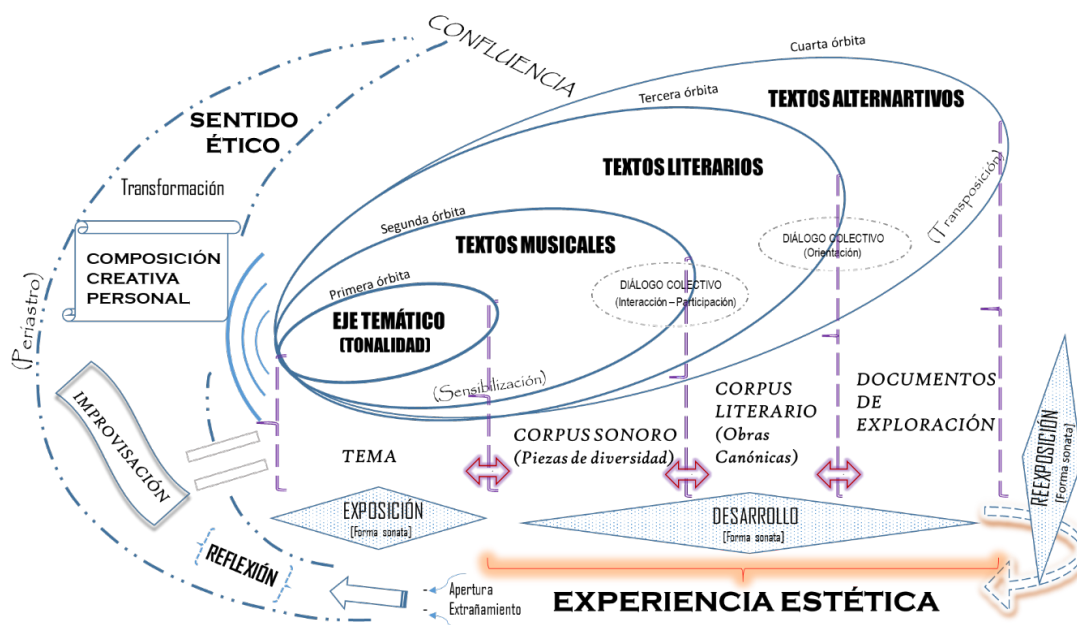 CONFLUENCIA
Cuarta órbita
TEXTOS ALTERNARTIVOS
Tercera órbita
SENTIDO
ÉTICO
Transformación
TEXTOS LITERARIOS
(Transposición)
Segunda órbita
TEXTOS MUSICALES
DIÁLOGO COLECTIVO
(Orientación)
COMPOSICIÓN
CREATIVA
PERSONAL
Primera órbita
DIÁLOGO COLECTIVO
(Interacción – Participación)
EJE TEMÁTICO
(TONALIDAD)
(Periastro)
(Sensibilización)
IMPROVISACIÓN
TEMA
CORPUS SONORO
(Piezas de diversidad)
CORPUS
LITERARIO
(Obras
Canónicas)
DOCUMENTOS
DE
EXPLORACIÓN
REEXPOSICIÓN
[Forma sonata]
EXPOSICIÓN
[Forma sonata]
DESARROLLO
[Forma sonata]
REFLEXIÓN
- Apertura
- Extrañamiento
EXPERIENCIA ESTÉTICA